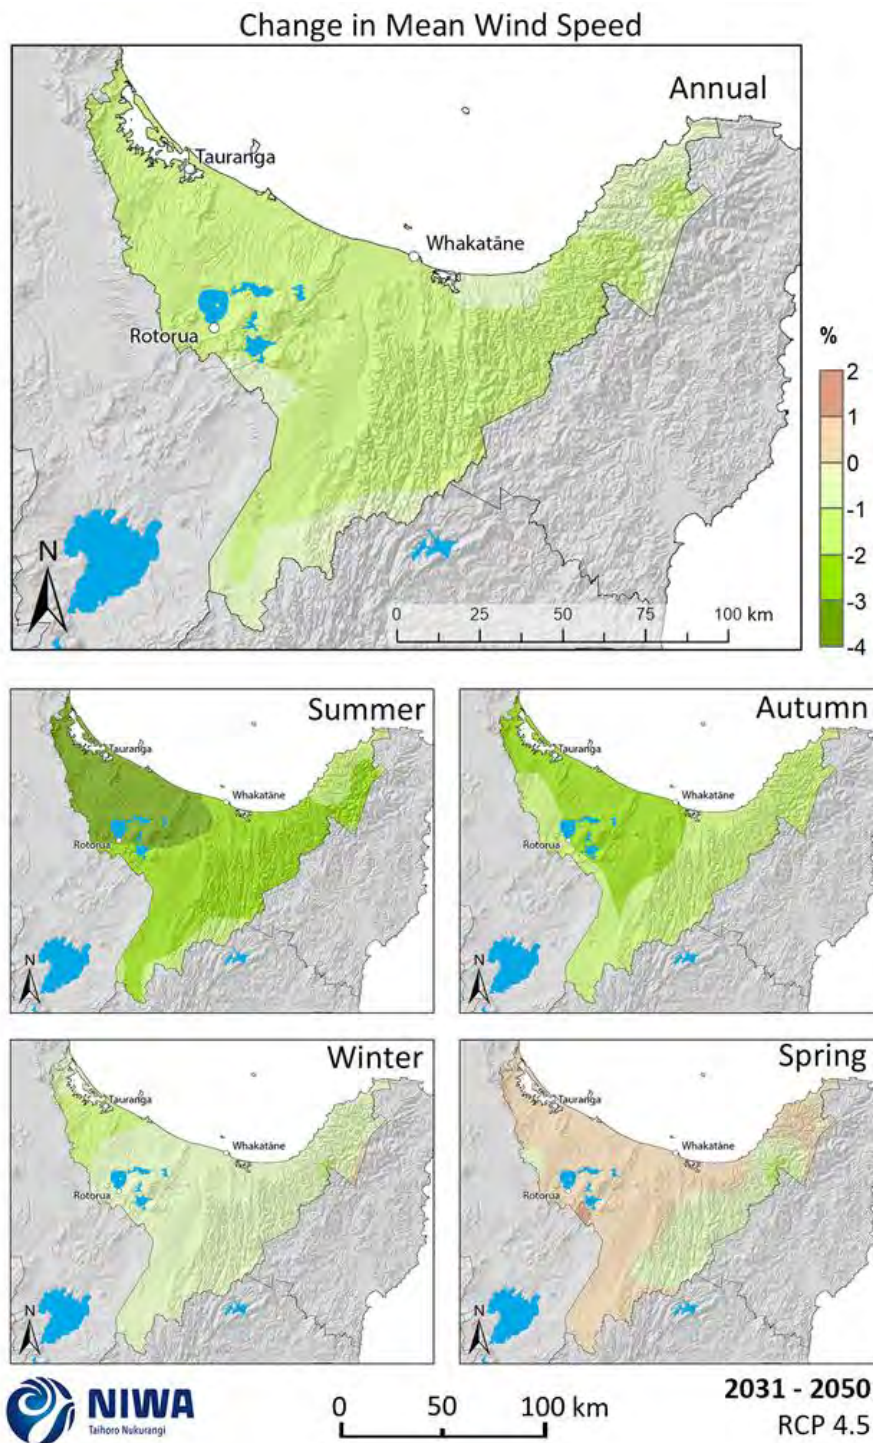 Change in Mean Wind Speed
Annual
Tauranga
Whakatāne
Rotorua
%
2
1
0
-1
-2
-3
-4
N
0 25 50 75 100 km
Summer
Tauranga
Whakatāne
Rotorua
N
Autumn
Tauranga
Whakatāne
Rotorua
N
Winter
Tauranga
Whakatāne
Rotorua
N
Spring
Tauranga
Whakatāne
Rotorua
N
NIWA
Taihoro Nukurangi
0 50 100 km
2031 - 2050
RCP 4.5